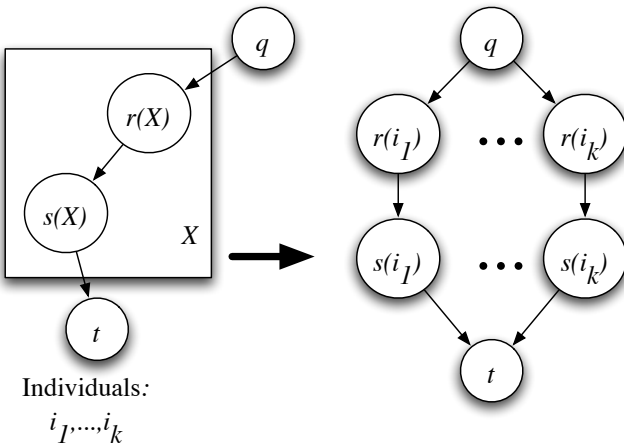 q
r(X)
s(X)
X
t
Individuals:
i1,...,ik
q
r(i1) ... r(ik)
s(i1) ... s(ik)
t